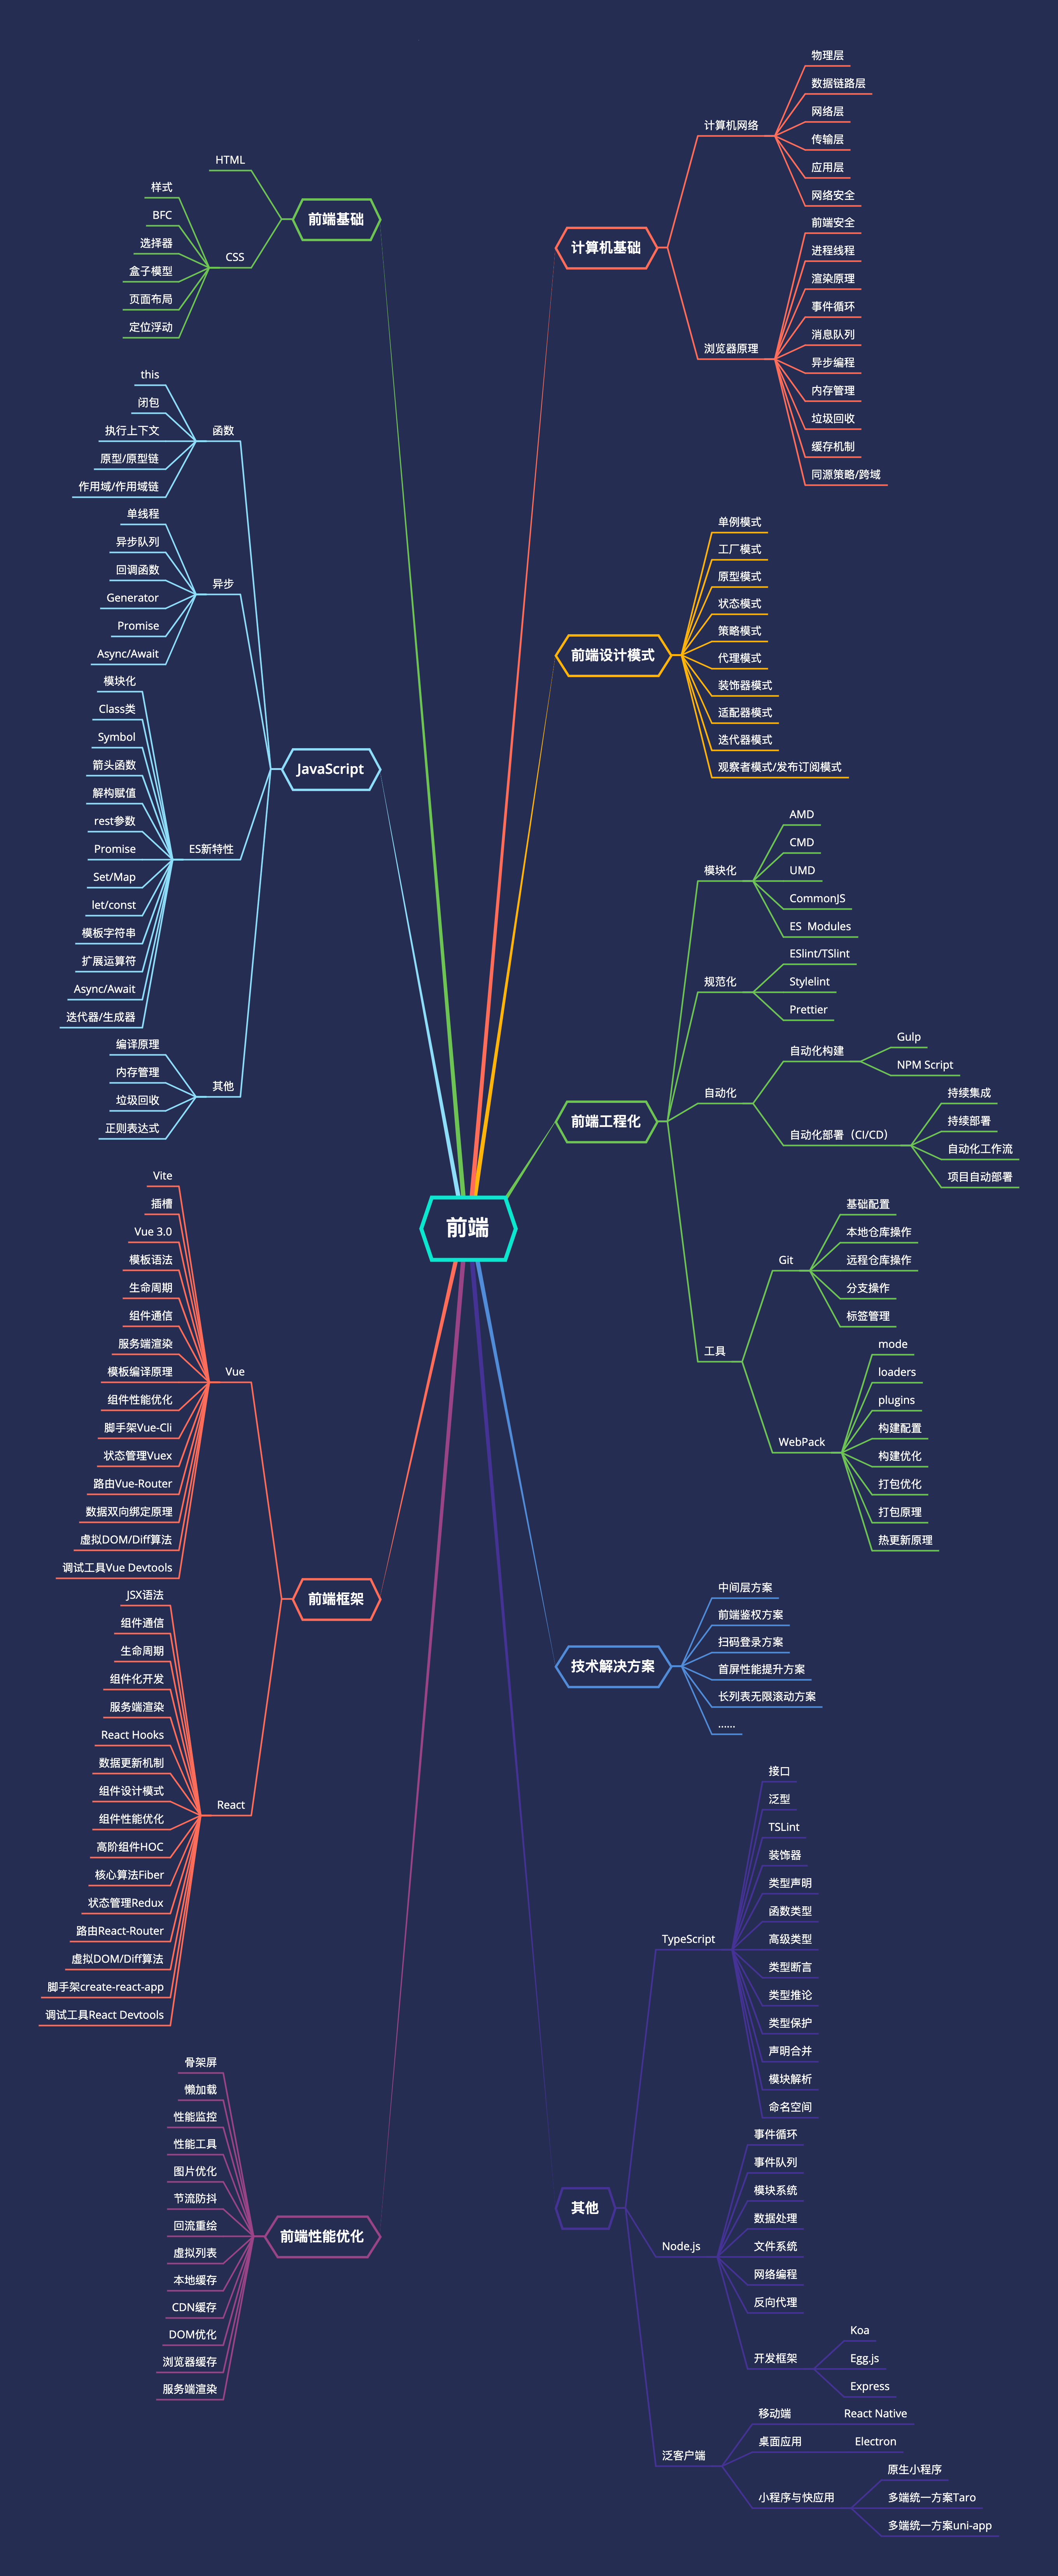 前端
前端基础
HTML
CSS
样式
BFC
选择器
盒子模型
页面布局
定位浮动
JavaScript
函数
this
闭包
执行上下文
原型/原型链
作用域/作用域链
异步
单线程
异步队列
回调函数
Generator
Promise
Async/Await
ES新特性
模块化
Class类
Symbol
箭头函数
解构赋值
rest参数
Promise
Set/Map
let/const
模板字符串
扩展运算符
Async/Await
迭代器/生成器
其他
编译原理
内存管理
垃圾回收
正则表达式
前端框架
Vue
Vite
插槽
Vue 3.0
模板语法
生命周期
组件通信
服务端渲染
模板编译原理
组件性能优化
脚手架Vue-Cli
状态管理Vuex
路由Vue-Router
数据双向绑定原理
虚拟DOM/Diff算法
调试工具Vue Devtools
React
JSX语法
组件通信
生命周期
组件化开发
服务端渲染
React Hooks
数据更新机制
组件设计模式
组件性能优化
高阶组件HOC
核心算法Fiber
状态管理Redux
路由React-Router
虚拟DOM/Diff算法
脚手架create-react-app
调试工具React Devtools
前端性能优化
骨架屏
懒加载
性能监控
性能工具
图片优化
节流防抖
回流重绘
虚拟列表
本地缓存
CDN缓存
DOM优化
浏览器缓存
服务端渲染
计算机基础
计算机网络
物理层
数据链路层
网络层
传输层
应用层
网络安全
浏览器原理
前端安全
进程线程
渲染原理
事件循环
消息队列
异步编程
内存管理
垃圾回收
缓存机制
同源策略/跨域
前端设计模式
单例模式
工厂模式
原型模式
状态模式
策略模式
代理模式
装饰器模式
适配器模式
迭代器模式
观察者模式/发布订阅模式
前端工程化
模块化
AMD
CMD
UMD
CommonJS
ES  Modules
规范化
ESlint/TSlint
Stylelint
Prettier
自动化
自动化构建
Gulp
NPM Script
自动化部署（CI/CD）
持续集成
持续部署
自动化工作流
项目自动部署
工具
Git
基础配置
本地仓库操作
远程仓库操作
分支操作
标签管理
WebPack
mode
loaders
plugins
构建配置
构建优化
打包优化
打包原理
热更新原理
技术解决方案
中间层方案
前端鉴权方案
扫码登录方案
首屏性能提升方案
长列表无限滚动方案
......
其他
TypeScript
接口
泛型
TSLint
装饰器
类型声明
函数类型
高级类型
类型断言
类型推论
类型保护
声明合并
模块解析
命名空间
Node.js
事件循环
事件队列
模块系统
数据处理
文件系统
网络编程
反向代理
开发框架
Koa
Egg.js
Express
泛客户端
移动端
React Native
桌面应用
Electron
小程序与快应用
原生小程序
多端统一方案Taro
多端统一方案uni-app